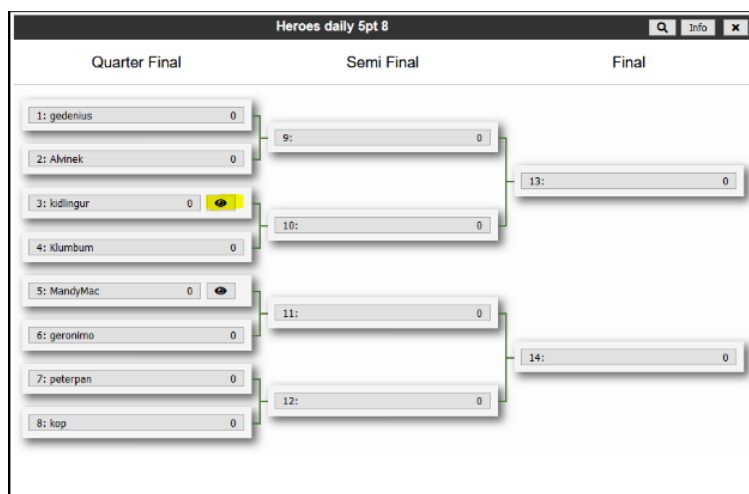 Heroes daily 5pt 8 Info
Quarter Final Semi Final Final
1: gedenius 0
2: Alvinek 0
3: kidlingur 0
4: Klumbum 0
5: MandyMac 0
6: geronimo 0
7: peterpan 0
8: kop 0
9: 0
10: 0
11: 0
12: 0
13: 0
14: 0